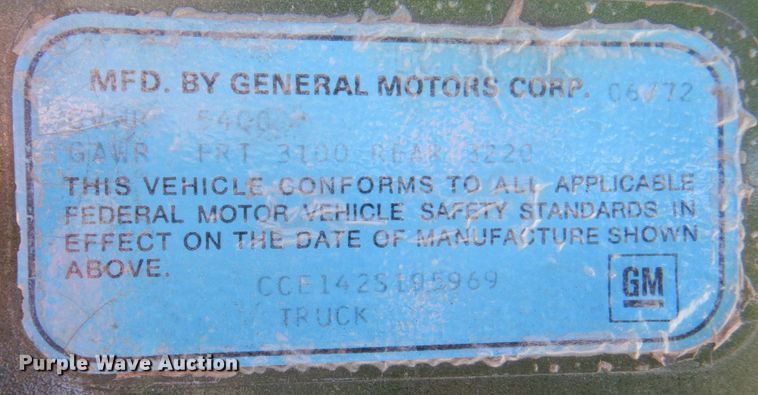 MFD. BY GENERAL MOTORS CORP. 06/72
GVWR 5400
GAWR FRT 3100 REAR 3220
THIS VEHICLE CONFORMS TO ALL APPLICABLE
FEDERAL MOTOR VEHICLE SAFETY STANDARDS IN
EFFECT ON THE DATE OF MANUFACTURE SHOWN
ABOVE.
CCE142S195969
TRUCK
GM
Purple Wave Auction